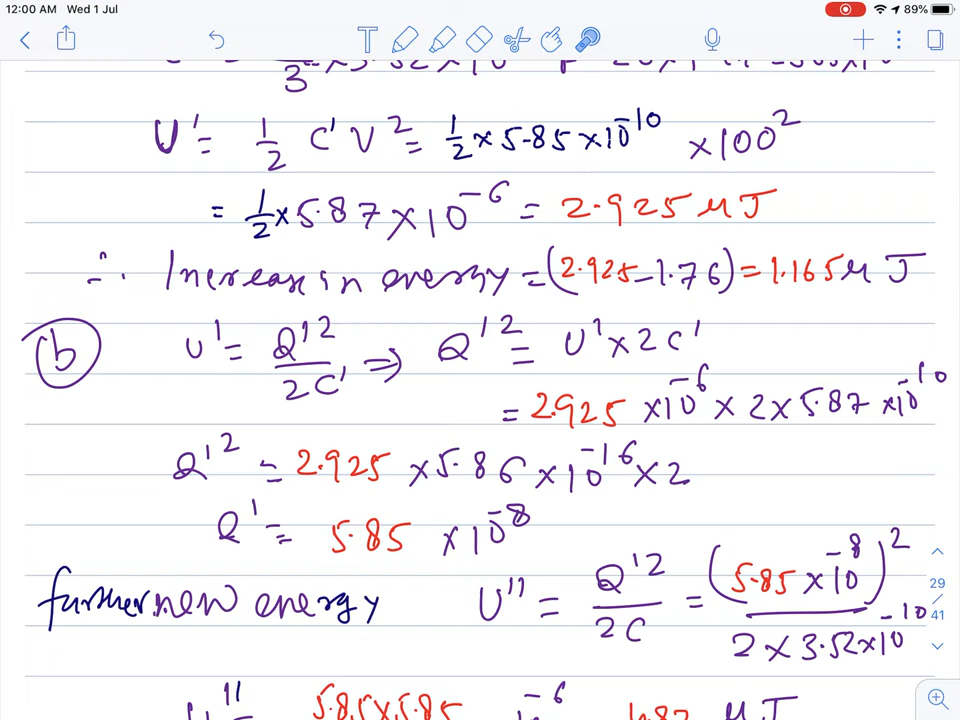 12:00 AM Wed 1 Jul 89%
T
3
U' = 1/2 C' V² = 1/2 × 5.85 × 10⁻¹⁰ × 100²
= 1/2 × 5.87 × 10⁻⁶ = 2.925 μJ
∴ Increase in energy = (2.925 - 1.76) = 1.165 μ J
(b) U' = Q'²/2C' ⇒ Q'² = U' × 2C'
= 2.925 × 10⁻⁶ × 2 × 5.87 × 10⁻¹⁰
Q'² = 2.925 × 5.86 × 10⁻¹⁶ × 2
Q' = 5.85 × 10⁻⁸
further new energy U'' = Q'²/2C = (5.85 × 10⁻⁸)²/2 × 3.52 × 10⁻¹⁰
29/41